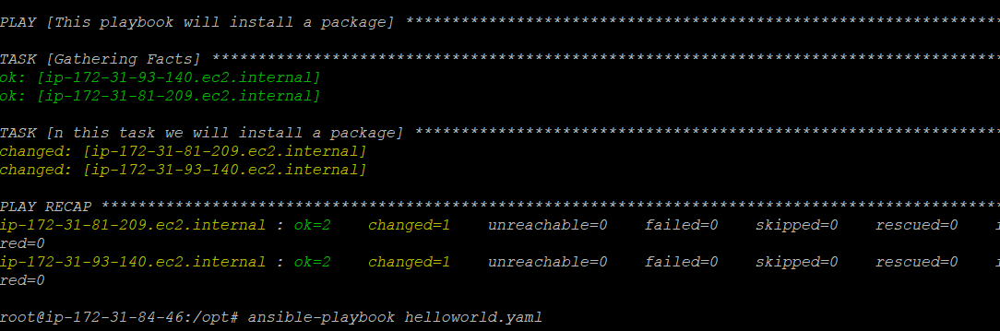 PLAY [This playbook will install a package] *****************************************************************
TASK [Gathering Facts] **************************************************************************************
ok: [ip-172-31-93-140.ec2.internal]
ok: [ip-172-31-81-209.ec2.internal]
TASK [n this task we will install a package] ****************************************************************
changed: [ip-172-31-81-209.ec2.internal]
changed: [ip-172-31-93-140.ec2.internal]
PLAY RECAP **************************************************************************************************
ip-172-31-81-209.ec2.internal : ok=2    changed=1    unreachable=0    failed=0    skipped=0    rescued=0    i
red=0
ip-172-31-93-140.ec2.internal : ok=2    changed=1    unreachable=0    failed=0    skipped=0    rescued=0    i
red=0
root@ip-172-31-84-46:/opt# ansible-playbook helloworld.yaml